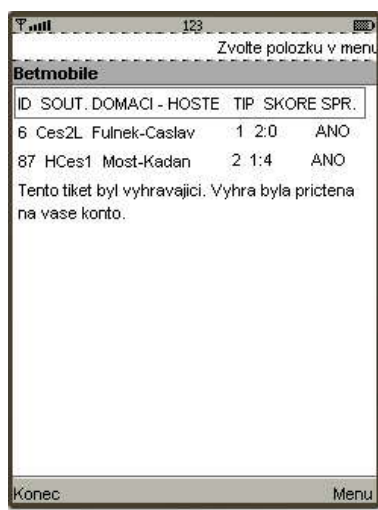 123
Zvolte polozku v menu
Betmobile
ID SOUT. DOMACI - HOSTE TIP SKORE SPR.
6 Ces2L Fulnek-Caslav 1 2:0 ANO
87 HCes1 Most-Kadan 2 1:4 ANO
Tento tiket byl vyhravajici. Vyhra byla prictena
na vase konto.
Konec Menu